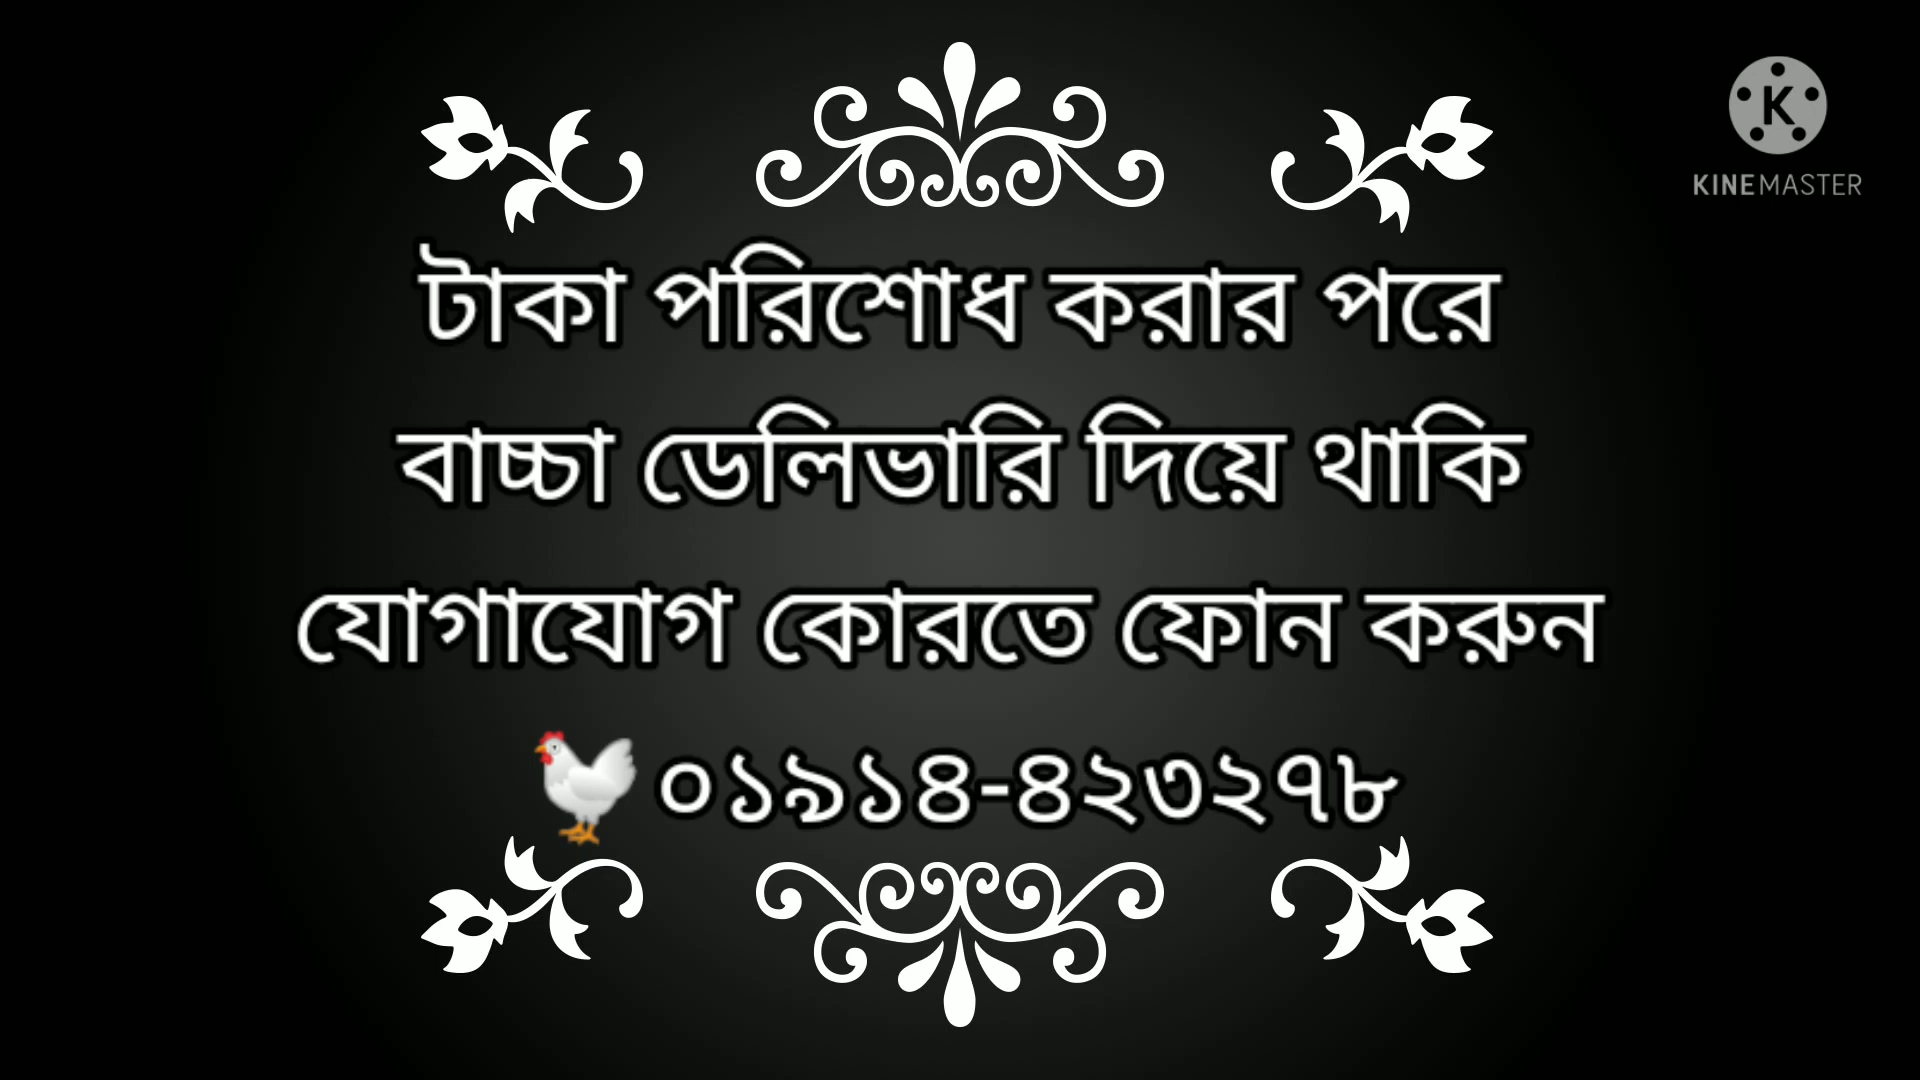 KINEMASTER
টাকা পরিশোধ করার পরে
বাচ্চা ডেলিভারি দিয়ে থাকি
যোগাযোগ কোরতে ফোন করুন
🐓০১৯১৪-৪২৩২৭৮